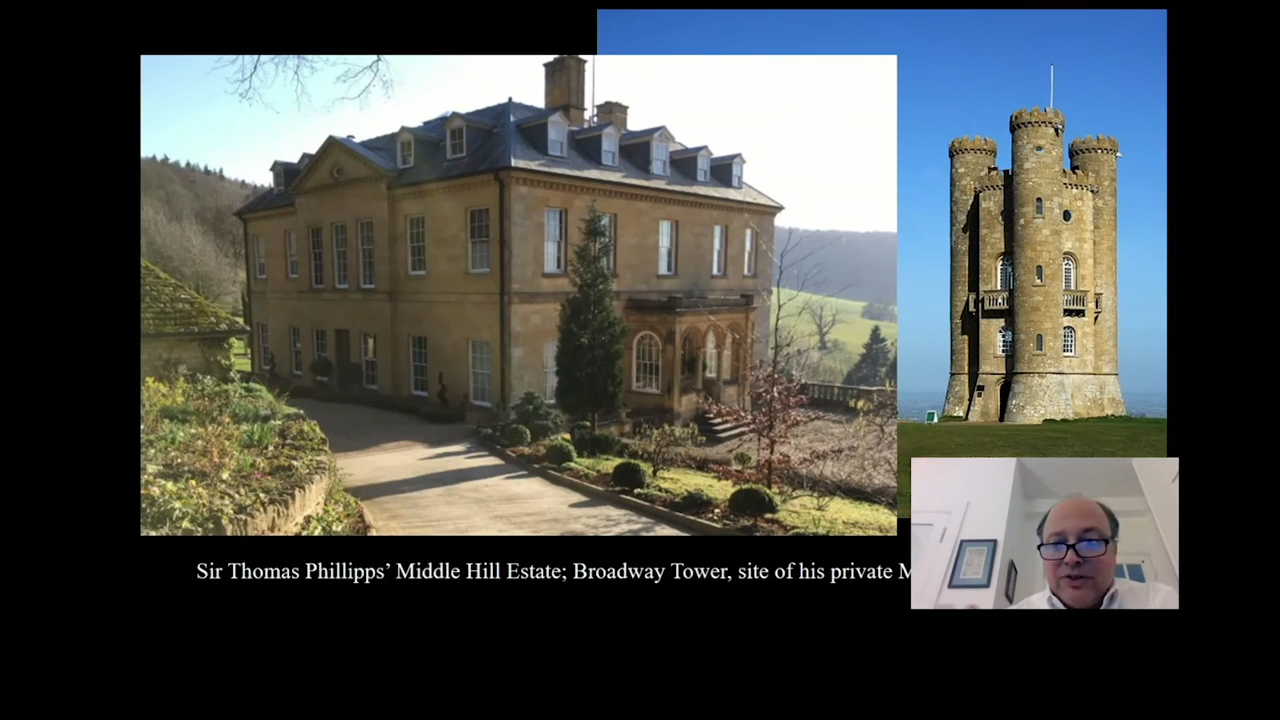 Sir Thomas Phillipps’ Middle Hill Estate; Broadway Tower, site of his private